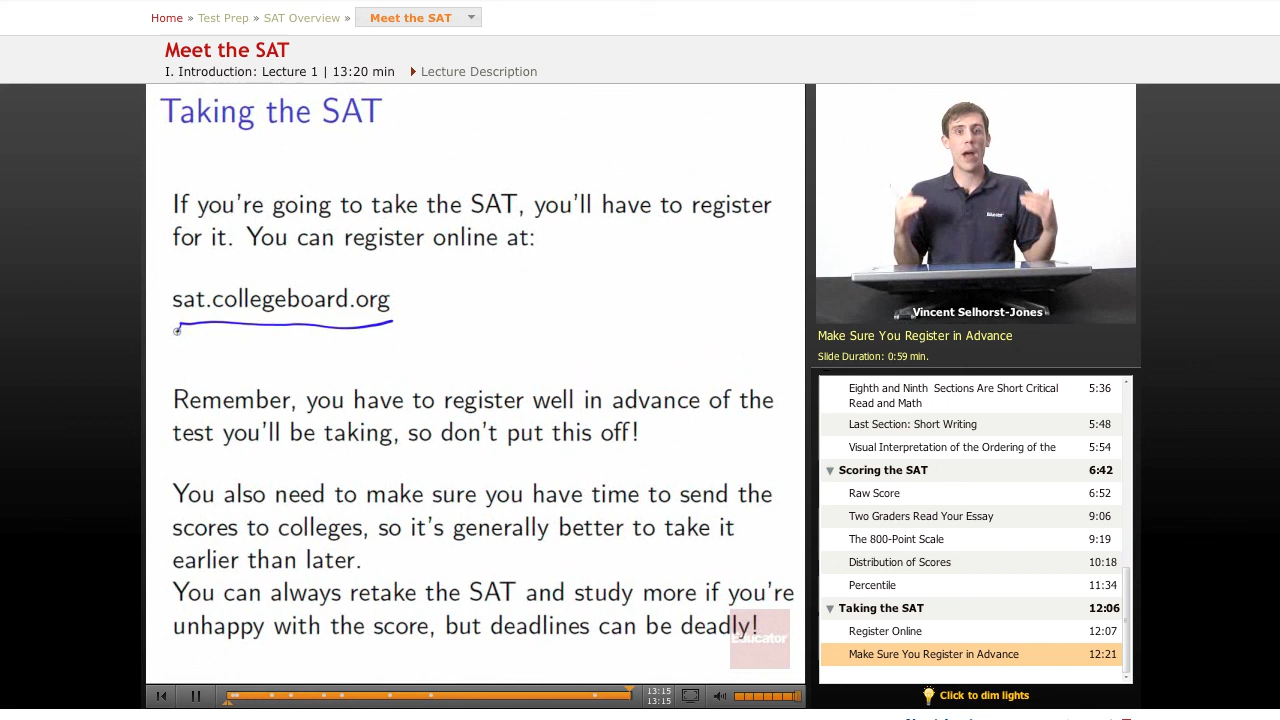 Home » Test Prep » SAT Overview » Meet the SAT
Meet the SAT
I. Introduction: Lecture 1 | 13:20 min Lecture Description
Taking the SAT
If you're going to take the SAT, you'll have to register
for it. You can register online at:
sat.collegeboard.org
Remember, you have to register well in advance of the
test you'll be taking, so don't put this off!
You also need to make sure you have time to send the
scores to colleges, so it's generally better to take it
earlier than later.
You can always retake the SAT and study more if you're
unhappy with the score, but deadlines can be deadly!
Educator
13:15
13:15
Educator
Vincent Selhorst-Jones
Make Sure You Register in Advance
Slide Duration: 0:59 min.
Eighth and Ninth Sections Are Short Critical 5:36
Read and Math
Last Section: Short Writing 5:48
Visual Interpretation of the Ordering of the 5:54
Scoring the SAT 6:42
Raw Score 6:52
Two Graders Read Your Essay 9:06
The 800-Point Scale 9:19
Distribution of Scores 10:18
Percentile 11:34
Taking the SAT 12:06
Register Online 12:07
Make Sure You Register in Advance 12:21
Click to dim lights